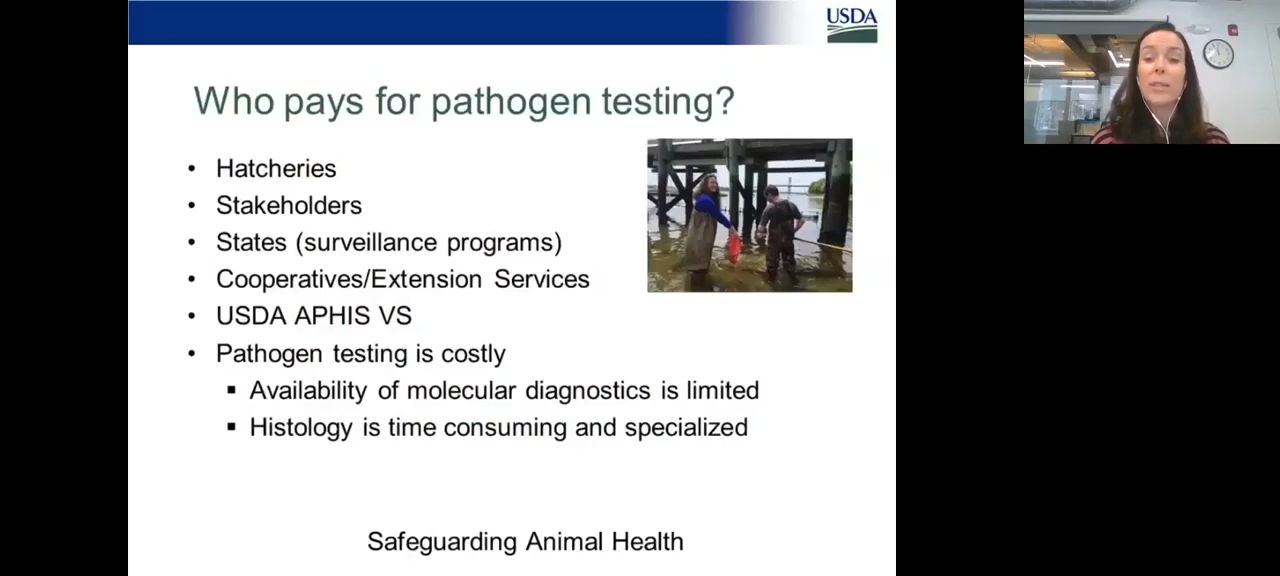 USDA
Who pays for pathogen testing?
• Hatcheries
• Stakeholders
• States (surveillance programs)
• Cooperatives/Extension Services
• USDA APHIS VS
• Pathogen testing is costly
▪ Availability of molecular diagnostics is limited
▪ Histology is time consuming and specialized
Safeguarding Animal Health